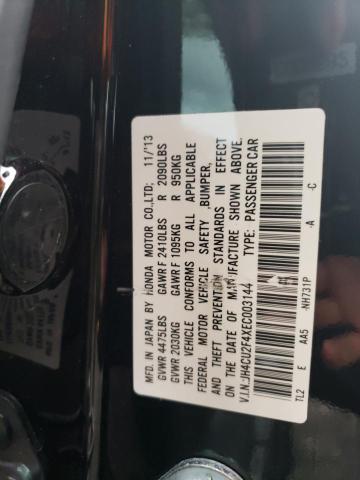 MFD. IN JAPAN BY HONDA MOTOR CO.,LTD; 11/'13
GVWR 4475LBS GAWR F 2410LBS R 2090LBS
GVWR 2030KG GAWR F 1095KG R 950KG
THIS VEHICLE CONFORMS TO ALL APPLICABLE
FEDERAL MOTOR VEHICLE SAFETY BUMPER,
AND THEFT PREVENTION STANDARDS IN EFFECT
ON THE DATE OF MANUFACTURE SHOWN ABOVE.
V.I.N.:JH4CU2F4XEC003144 TYPE: PASSENGER CAR
TL2 E AA5 -NH731P -A -C